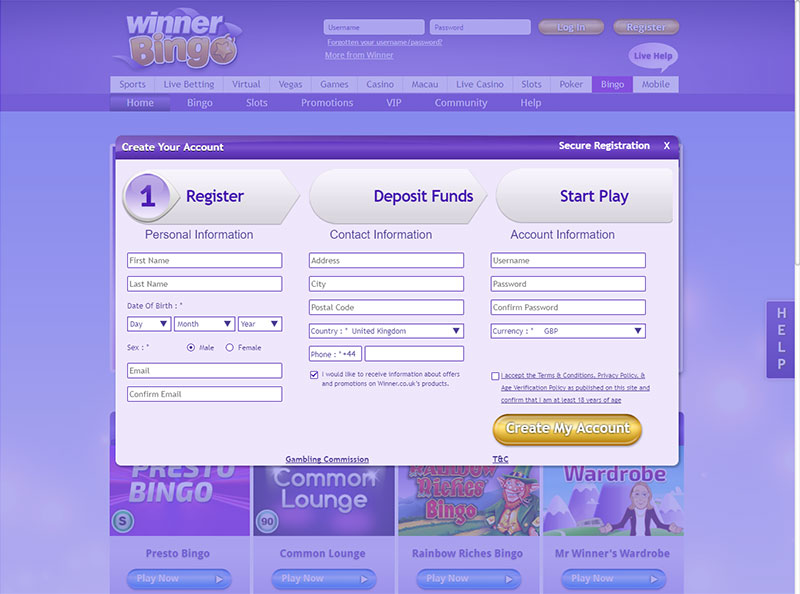 winner
Bingo
Username
Password
Log In
Register
Forgotten your username/password?
More from Winner
Live Help
Sports
Live Betting
Virtual
Vegas
Games
Casino
Macau
Live Casino
Slots
Poker
Bingo
Mobile
Home
Bingo
Slots
Promotions
VIP
Community
Help
Create Your Account
Secure Registration
X
1
Register
Deposit Funds
Start Play
Personal Information
First Name
Last Name
Date Of Birth : *
Day
Month
Year
Sex : *
Male
Female
Email
Confirm Email
Contact Information
Address
City
Postal Code
Country : * United Kingdom
Phone : * +44
I would like to receive information about offers
and promotions on Winner.co.uk's products.
Account Information
Username
Password
Confirm Password
Currency : * GBP
I accept the Terms & Conditions, Privacy Policy, &
Age Verification Policy as published on this site and
confirm that I am at least 18 years of age
Create My Account
Gambling Commission
T&C
HELP
PRESTO
BINGO
S
Common
Lounge
90
Rainbow
Riches
Bingo
Wardrobe
Presto Bingo
Common Lounge
Rainbow Riches Bingo
Mr Winner's Wardrobe
Play Now
Play Now
Play Now
Play Now